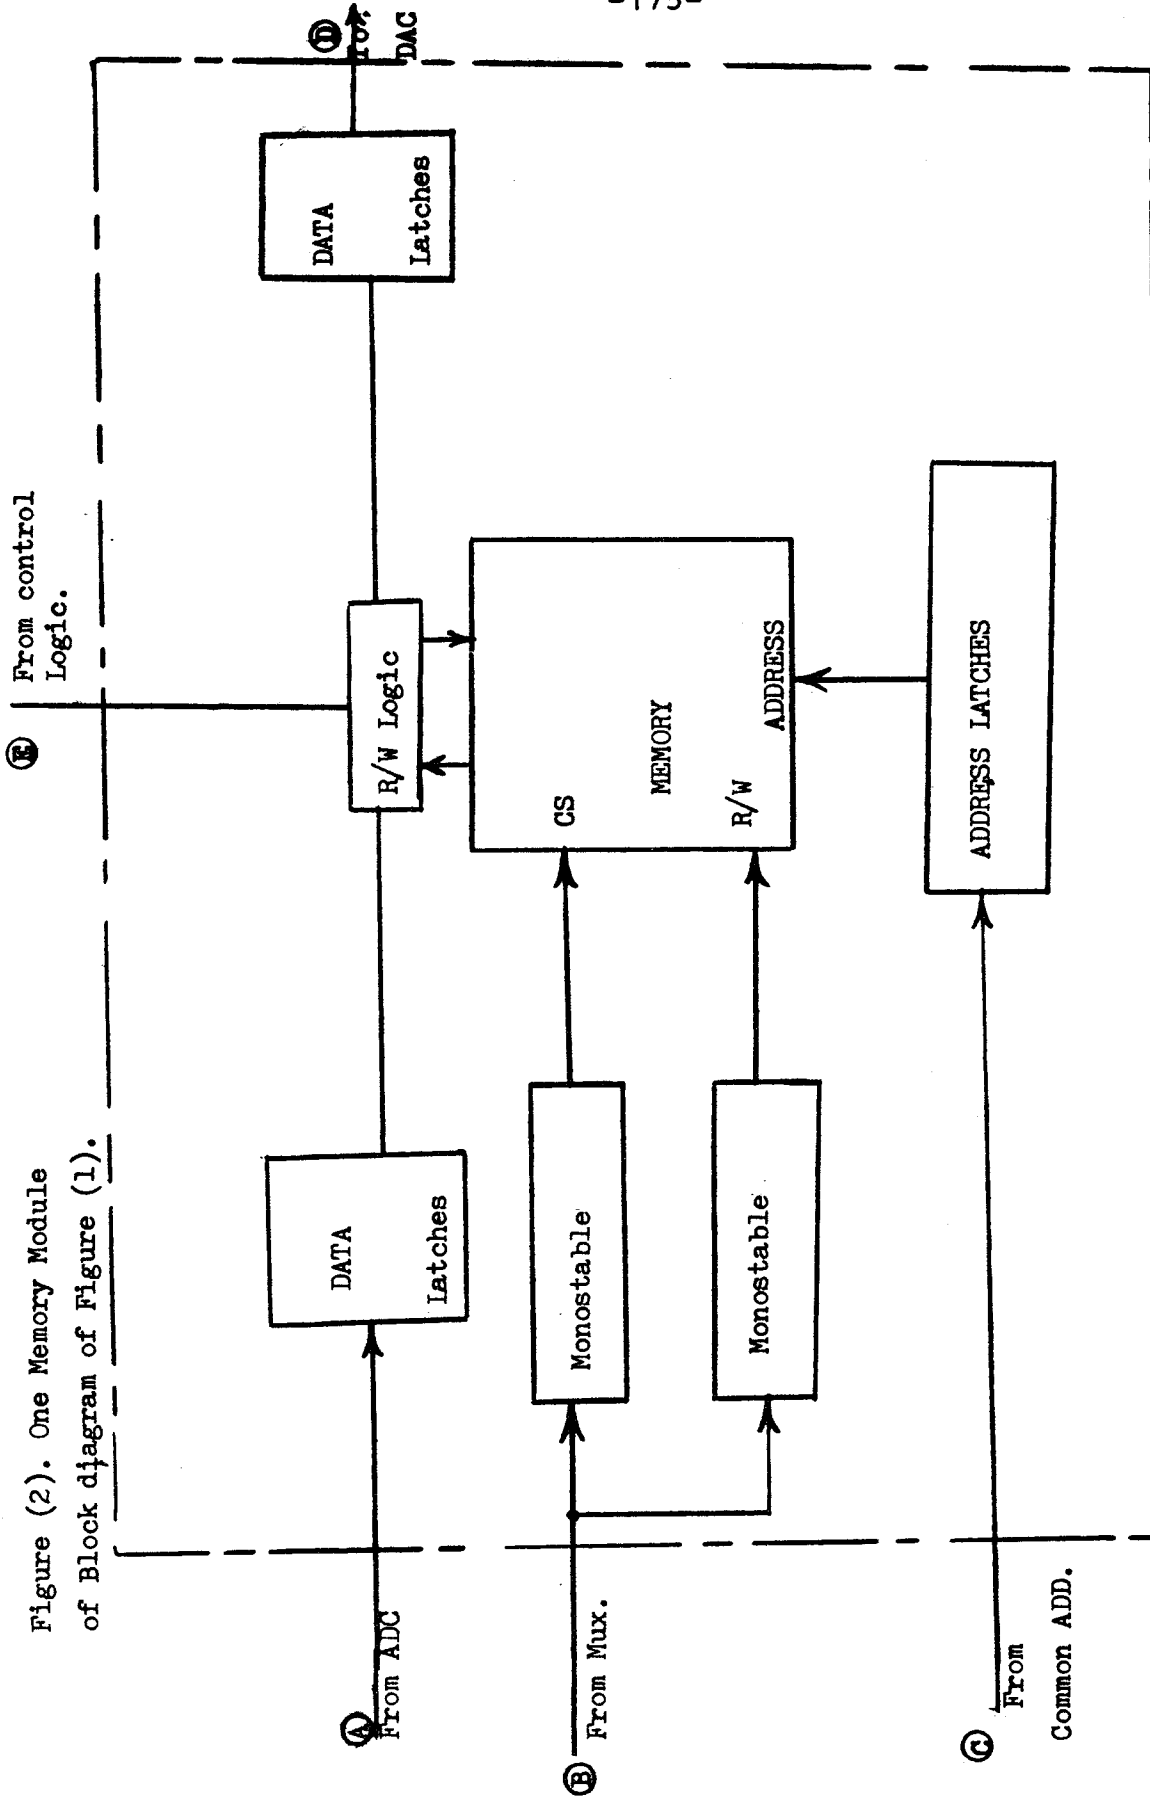 -175-
Figure (2). One Memory Module
of Block diagram of Figure (1).
E
From control
Logic.
D
To,
DAC
DATA
Latches
R/W Logic
DATA
Latches
CS
MEMORY
R/W
ADDRESS
Monostable
Monostable
ADDRESS LATCHES
A
From ADC
B
From Mux.
C
From
Common ADD.